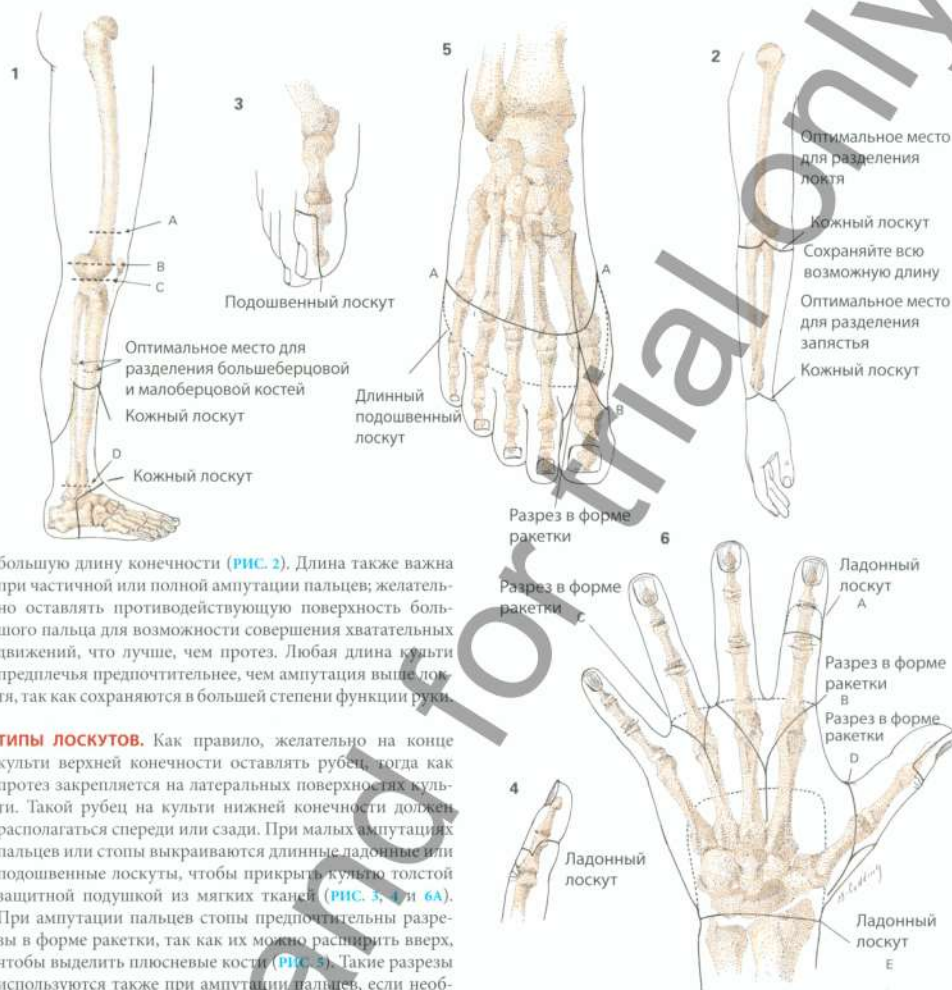 1
3
5
2
A
B
C
Подошвенный лоскут
Оптимальное место для
разделения большеберцовой
и малоберцовой костей
Кожный лоскут
D
Кожный лоскут
A
A
Длинный
подошвенный
лоскут
B
Разрез в форме
ракетки
Оптимальное место
для разделения
локтя
Кожный лоскут
Сохраняйте всю
возможную длину
Оптимальное место
для разделения
запястья
Кожный лоскут
большую длину конечности (РИС. 2). Длина также важна
при частичной или полной ампутации пальцев; желатель-
но оставлять противодействующую поверхность боль-
шого пальца для возможности совершения хватательных
движений, что лучше, чем протез. Любая длина культи
предплечья предпочтительнее, чем ампутация выше лок-
тя, так как сохраняются в большей степени функции руки.
ТИПЫ ЛОСКУТОВ. Как правило, желательно на конце
культи верхней конечности оставлять рубец, тогда как
протез закрепляется на латеральных поверхностях куль-
ти. Такой рубец на культи нижней конечности должен
располагаться спереди или сзади. При малых ампутациях
пальцев или стопы выкраиваются длинные ладонные или
подошвенные лоскуты, чтобы прикрыть культю толстой
защитной подушкой из мягких тканей (РИС. 3, 4 и 6A).
При ампутации пальцев стопы предпочтительны разре-
зы в форме ракетки, так как их можно расширить вверх,
чтобы выделить плюсневые кости (РИС. 5). Такие разрезы
используются также при ампутации пальцев, если необ-
6
Разрез в форме
ракетки
C
Ладонный
лоскут
A
Разрез в форме
ракетки
B
Разрез в форме
ракетки
D
4
Ладонный
лоскут
Ладонный
лоскут
E
and for trial only